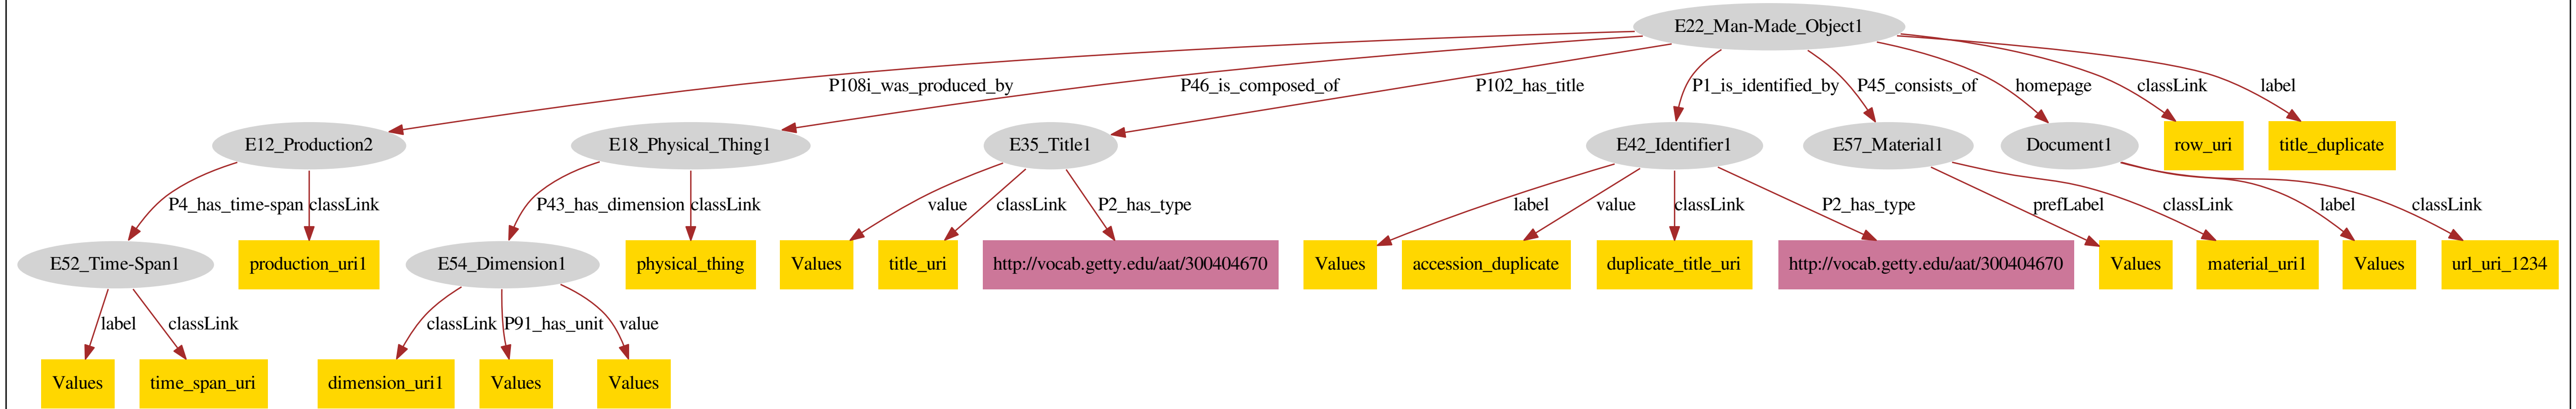 E22_Man-Made_Object1
P108i_was_produced_by
P46_is_composed_of
P102_has_title
P1_is_identified_by
P45_consists_of
homepage
classLink
label
E12_Production2
E18_Physical_Thing1
E35_Title1
E42_Identifier1
E57_Material1
Document1
row_uri
title_duplicate
P4_has_time-span
classLink
P43_has_dimension
classLink
value
classLink
P2_has_type
label
value
classLink
P2_has_type
prefLabel
classLink
label
classLink
E52_Time-Span1
production_uri1
E54_Dimension1
physical_thing
Values
title_uri
http://vocab.getty.edu/aat/300404670
Values
accession_duplicate
duplicate_title_uri
http://vocab.getty.edu/aat/300404670
Values
material_uri1
Values
url_uri_1234
label
classLink
classLink
P91_has_unit
value
Values
time_span_uri
dimension_uri1
Values
Values